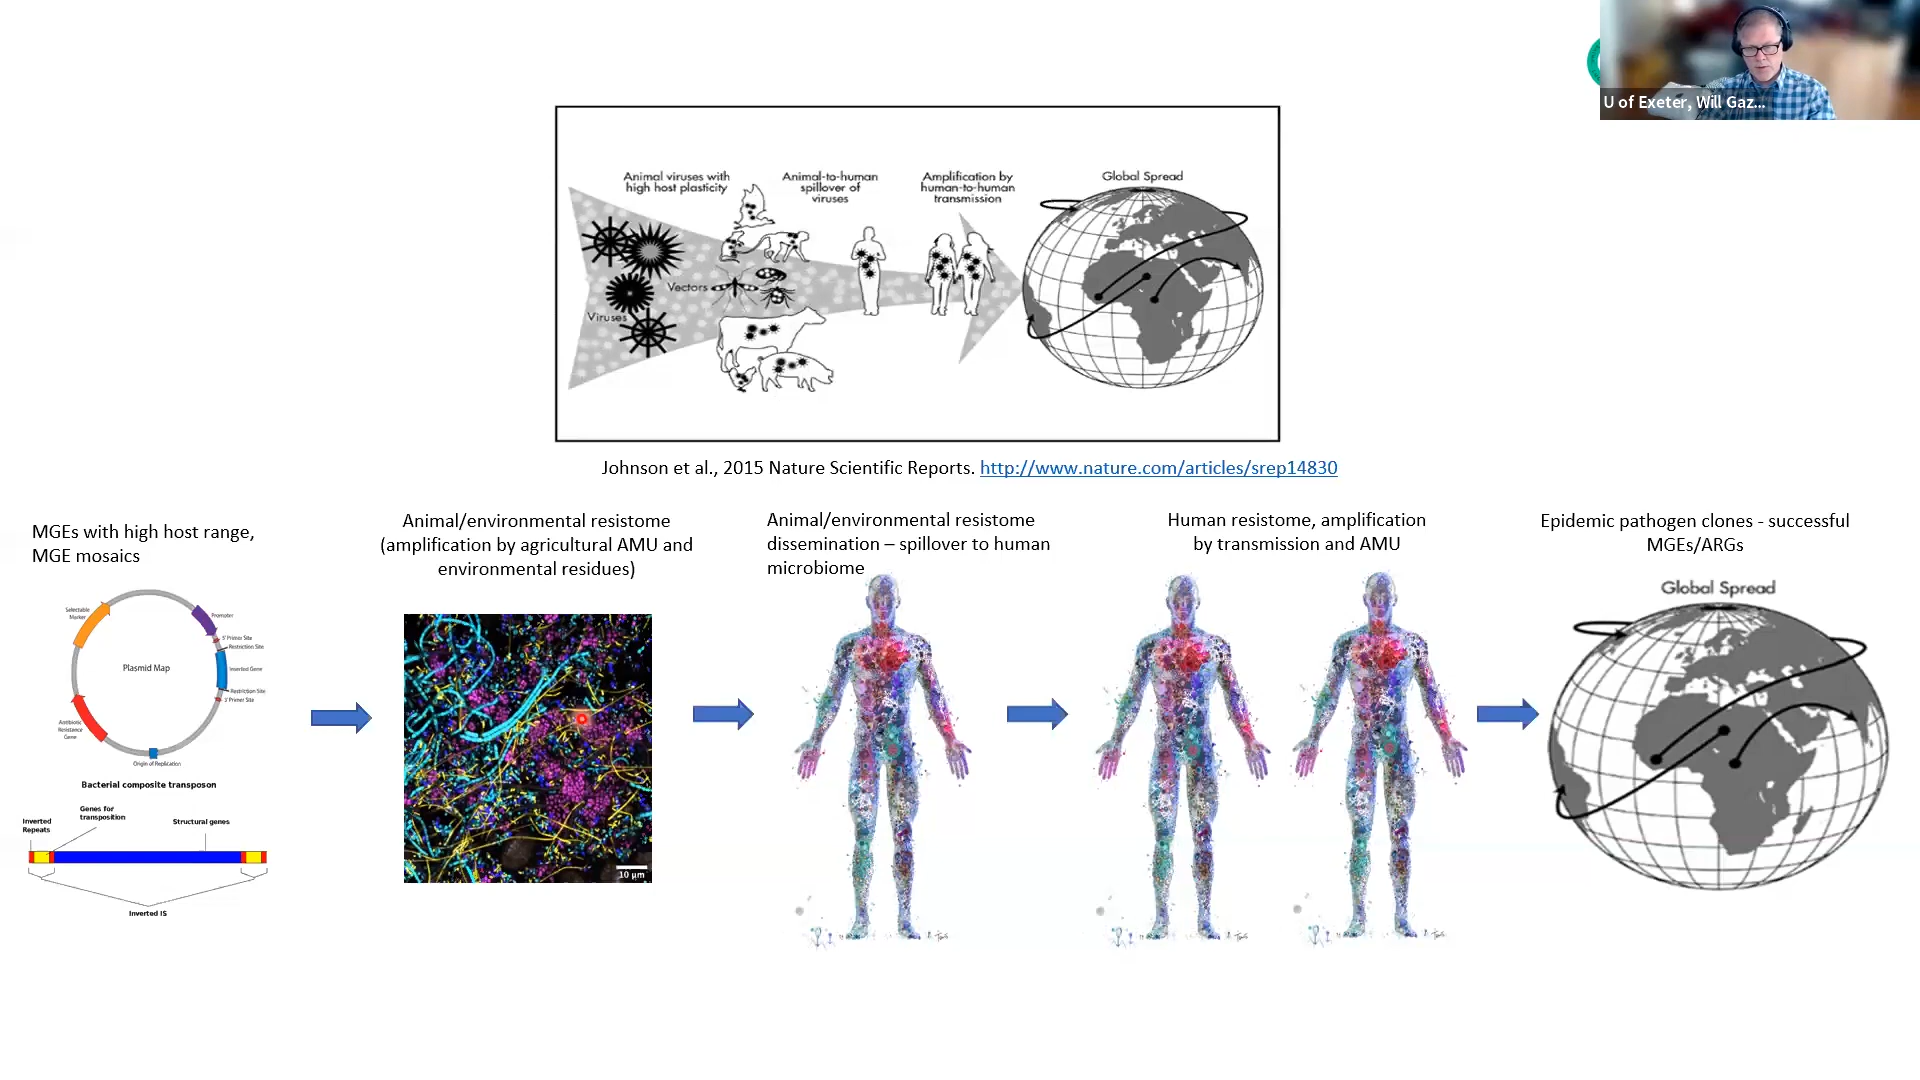 U of Exeter, Will Gaz...
Animal viruses with
high host plasticity
Animal-to-human
spillover of
viruses
Amplification by
human-to-human
transmission
Global Spread
Vectors
Viruses
Johnson et al., 2015 Nature Scientific Reports. http://www.nature.com/articles/srep14830
MGEs with high host range,
MGE mosaics
Animal/environmental resistome
(amplification by agricultural AMU and
environmental residues)
Animal/environmental resistome
dissemination – spillover to human
microbiome
Human resistome, amplification
by transmission and AMU
Epidemic pathogen clones - successful
MGEs/ARGs
Selectable
Marker
Promoter
5' Primer Site
Restriction Site
Inserted Gene
Restriction Site
3' Primer Site
Plasmid Map
Antibiotic
Resistance
Gene
Origin of Replication
Bacterial composite transposon
Inverted
Repeats
Genes for
transposition
Structural genes
Inverted IS
10 µm
Global Spread